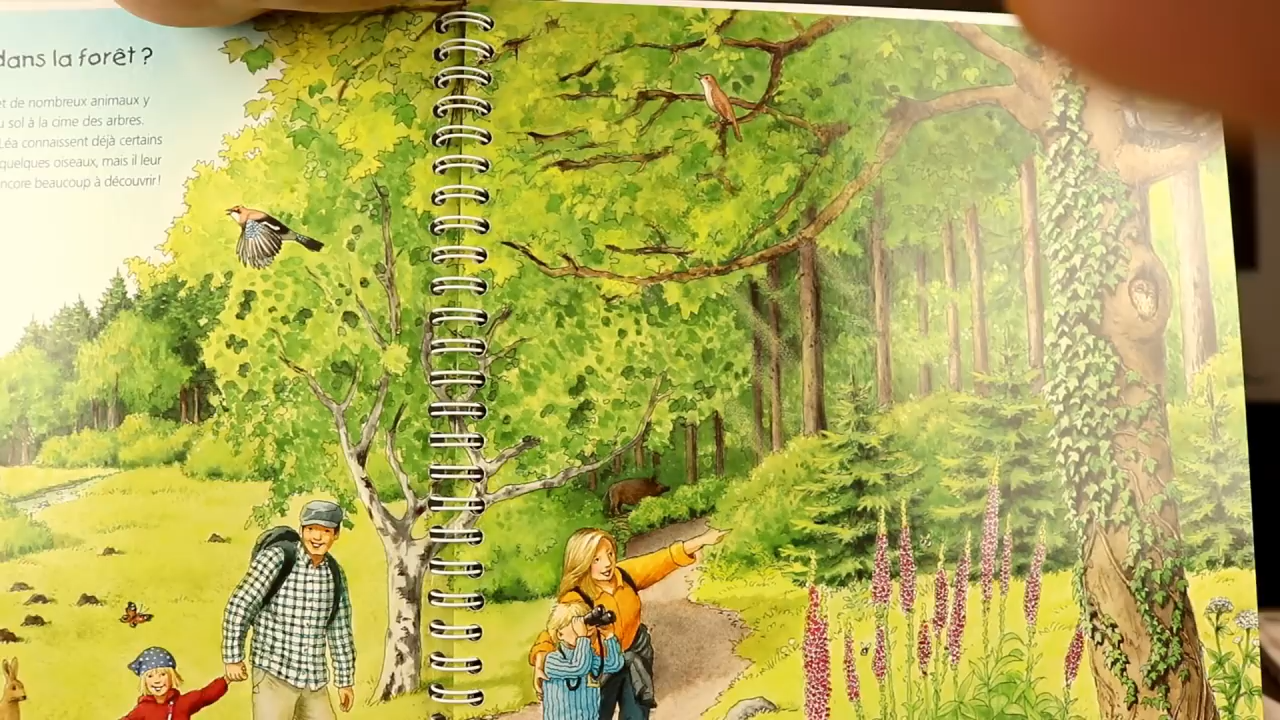 dans la forêt ?
et de nombreux animaux y
u sol à la cime des arbres.
Léa connaissent déjà certains
quelques oiseaux, mais il leur
encore beaucoup à découvrir!